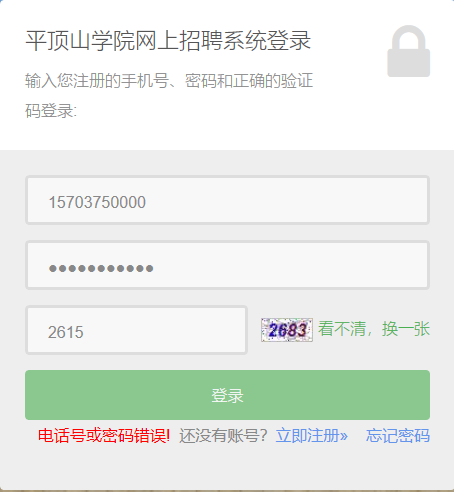 平顶山学院网上招聘系统登录
输入您注册的手机号、密码和正确的验证
码登录:
15703750000
●●●●●●●●●●●
2615
2683 看不清，换一张
登录
电话号或密码错误! 还没有账号? 立即注册» 忘记密码